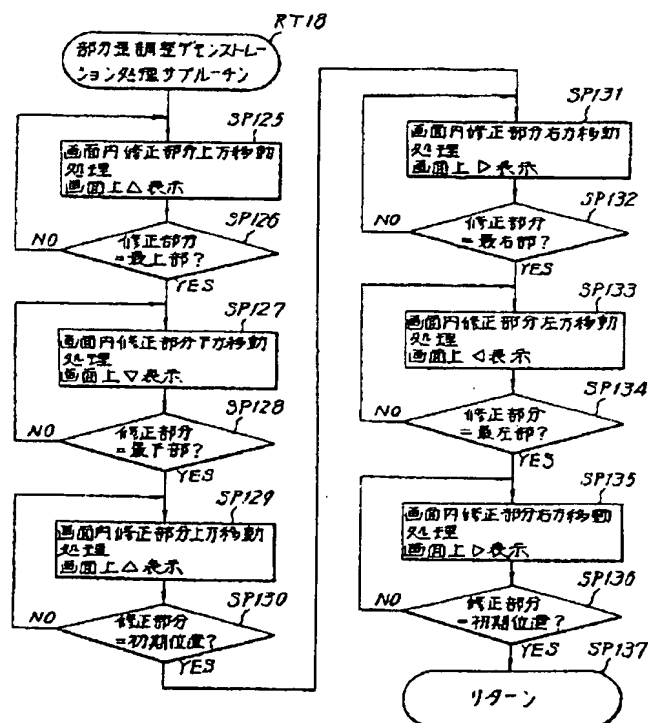 RT18
部分歪調整デモンストレ
ーション処理サブルーチン
SP125
画面内修正部分上方移動
処理
画面上△表示
SP126
修正部分
=最上部?
NO
YES
SP127
画面内修正部分下方移動
処理
画面上▽表示
SP128
修正部分
=最下部?
NO
YES
SP129
画面内修正部分上方移動
処理
画面上△表示
SP130
修正部分
=初期位置?
NO
YES
SP131
画面内修正部分右方移動
処理
画面上▷表示
SP132
修正部分
=最右部?
NO
YES
SP133
画面内修正部分左方移動
処理
画面上◁表示
SP134
修正部分
=最左部?
NO
YES
SP135
画面内修正部分右方移動
処理
画面上▷表示
SP136
修正部分
=初期位置?
NO
YES
SP137
リターン